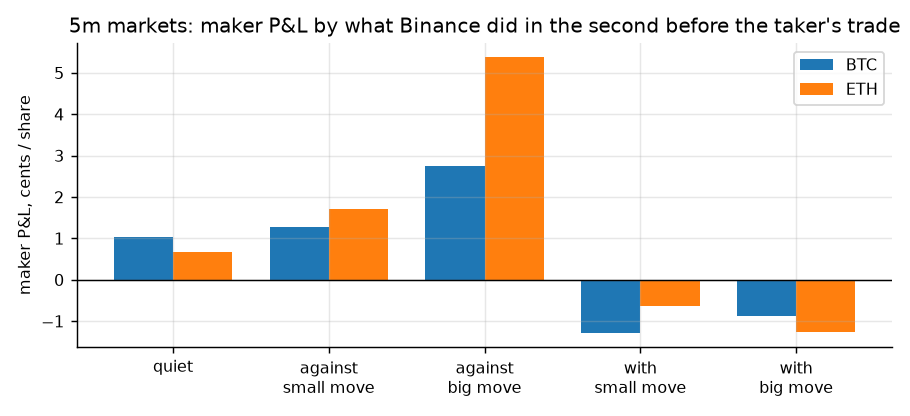 5m markets: maker P&L by what Binance did in the second before the taker's trade
BTC
ETH
maker P&L, cents / share
5
4
3
2
1
0
−1
quiet
against
small move
against
big move
with
small move
with
big move